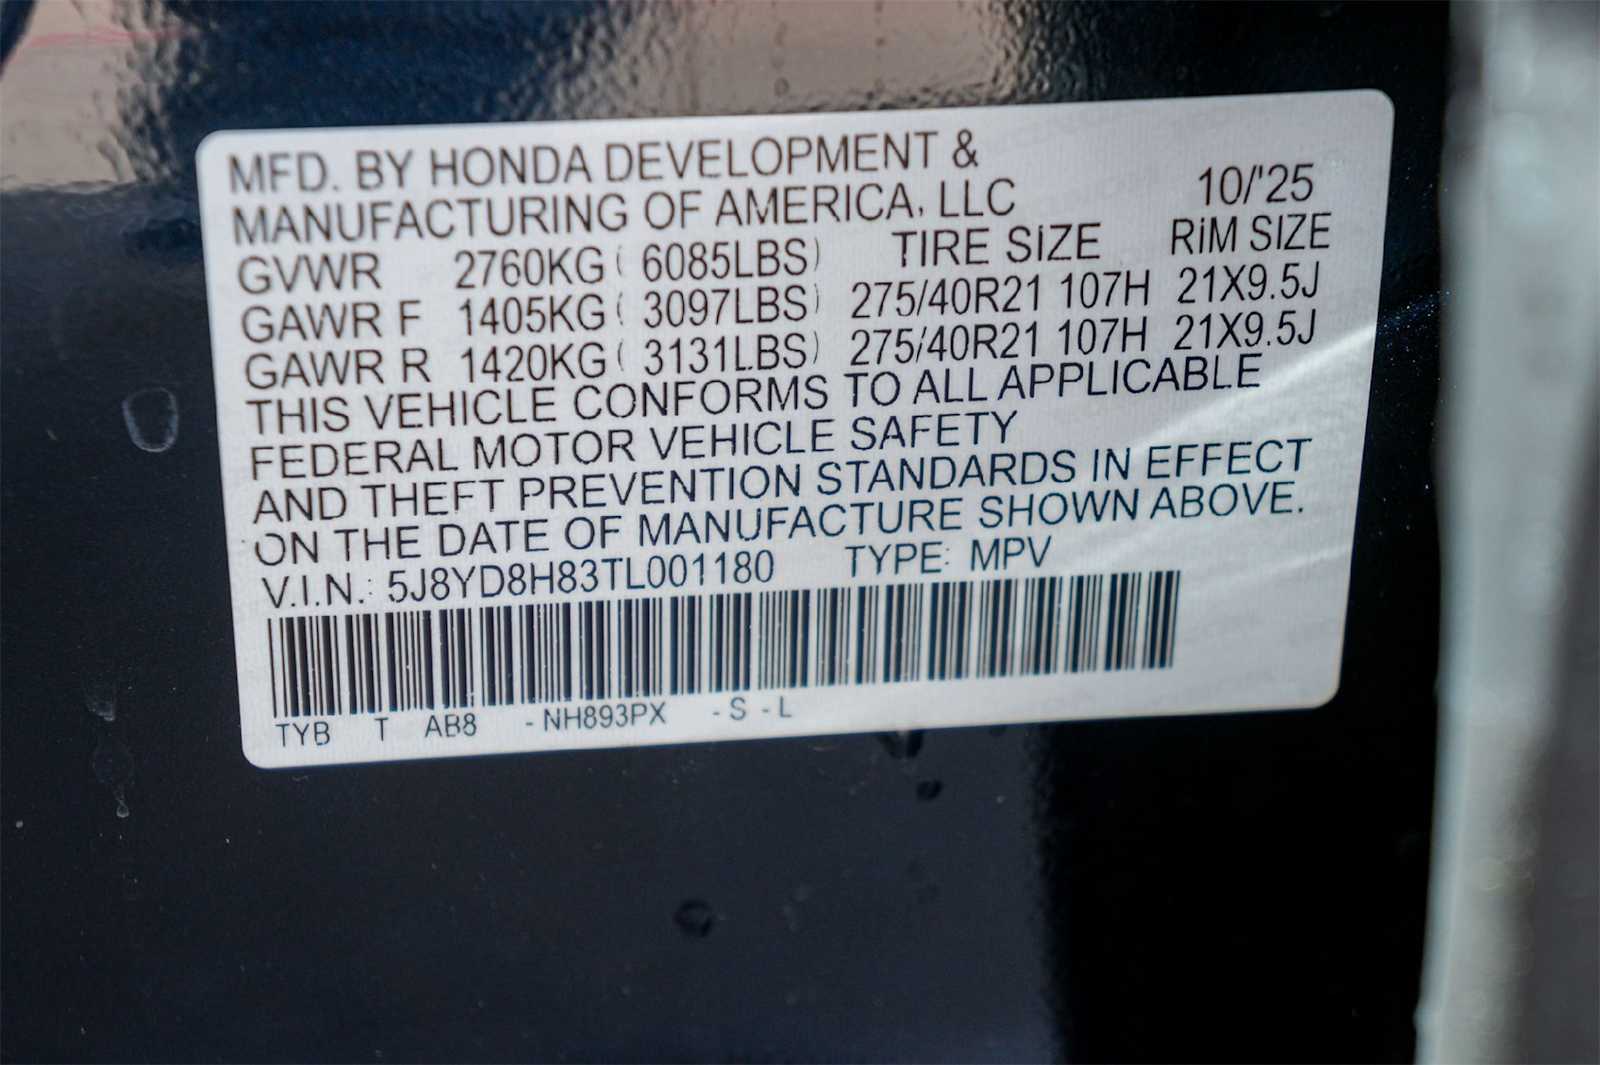 MFD. BY HONDA DEVELOPMENT &
MANUFACTURING OF AMERICA, LLC 10/'25
GVWR 2760KG ( 6085LBS) TIRE SIZE RIM SIZE
GAWR F 1405KG ( 3097LBS) 275/40R21 107H 21X9.5J
GAWR R 1420KG ( 3131LBS) 275/40R21 107H 21X9.5J
THIS VEHICLE CONFORMS TO ALL APPLICABLE
FEDERAL MOTOR VEHICLE SAFETY
AND THEFT PREVENTION STANDARDS IN EFFECT
ON THE DATE OF MANUFACTURE SHOWN ABOVE.
V.I.N.: 5J8YD8H83TL001180 TYPE: MPV
TYB T AB8 - NH893PX - S - L